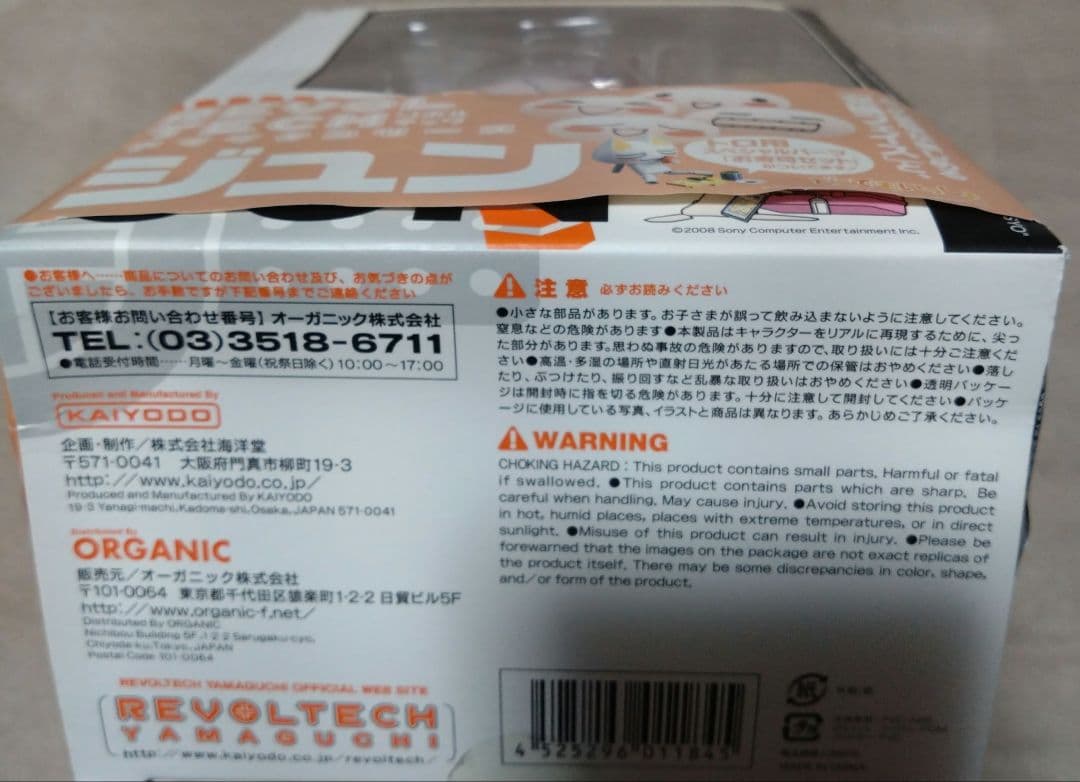 ジュン
トロ用
©2008 Sony Computer Entertainment Inc.
●お客様へ……商品についてのお問い合わせ及び、お気づきの点が
ございましたら、お手数ですが下記番号までご連絡ください
【お客様お問い合わせ番号】オーガニック株式会社
TEL:(03)3518-6711
●電話受付時間……月曜〜金曜(祝祭日除く)10:00〜17:00
Produced and Manufactured By
KAIYODO
企画・制作／株式会社海洋堂
〒571-0041 大阪府門真市柳町19-3
http://www.kaiyodo.co.jp/
Produced and Manufactured By KAIYODO
19-3 Yanagi-machi, Kadoma-shi, Osaka, JAPAN 571-0041
Distributed By
ORGANIC
販売元／オーガニック株式会社
〒101-0064 東京都千代田区猿楽町1-2-2 日貿ビル5F
http://www.organic-f.net/
Distributed By ORGANIC
Nichibou Building 5F, 1-2-2 Sarugaku-cyo,
Chiyoda-ku, Tokyo, JAPAN
Postal Code 101-0064
REVOLTECH YAMAGUCHI OFFICIAL WEB SITE
REVOLTECH
YAMAGUCHI
http://www.kaiyodo.co.jp/revoltech/
注意 必ずお読みください
●小さな部品があります。お子さまが誤って飲み込まないように注意してください。
窒息などの危険があります●本製品はキャラクターをリアルに再現するために、尖っ
た部分があります。思わぬ事故の危険がありますので、取り扱いには十分ご注意くだ
さい●高温・多湿の場所や直射日光があたる場所での保管はおやめください●落し
たり、ぶつけたり、振り回すなど乱暴な取り扱いはおやめください●透明パッケー
ジは開封時に指を切る危険があります。十分に注意して開封してください●パッケ
ージに使用している写真、イラストと商品は異なります。あらかじめご了承ください。
WARNING
CHOKING HAZARD : This product contains small parts. Harmful or fatal
if swallowed. ●This product contains parts which are sharp. Be
careful when handling. May cause injury. ●Avoid storing this product
in hot, humid places, places with extreme temperatures, or in direct
sunlight. ●Misuse of this product can result in injury. ●Please be
forewarned that the images on the package are not exact replicas of
the product itself. There may be some discrepancies in color, shape,
and/or form of the product.
4 525296 011845
紙
プラ
MADE IN CHINA